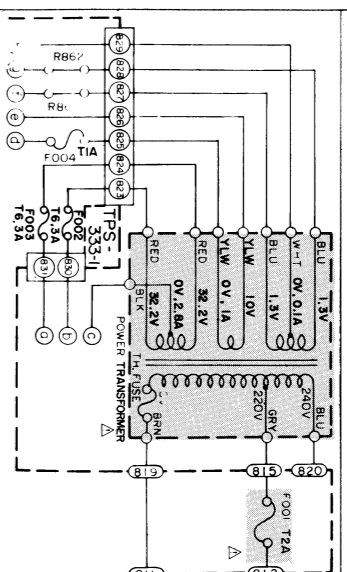 829
R862
828
827
826
e
825
d
T1A
F004
824
823
TPS-
333-1
F002
T6,3A
F003
T6,3A
831
830
a
b
c
BLU
1,3V
WHT
0V,0.1A
BLU
1,3V
YLW
10V
YLW
0V,1A
RED
32,2V
0V,2.8A
BLK
RED
32,2V
POWER TRANSFORMER
TH.FUSE
BRN
220V
GRY
240V
BLU
819
815
820
F001 T2A